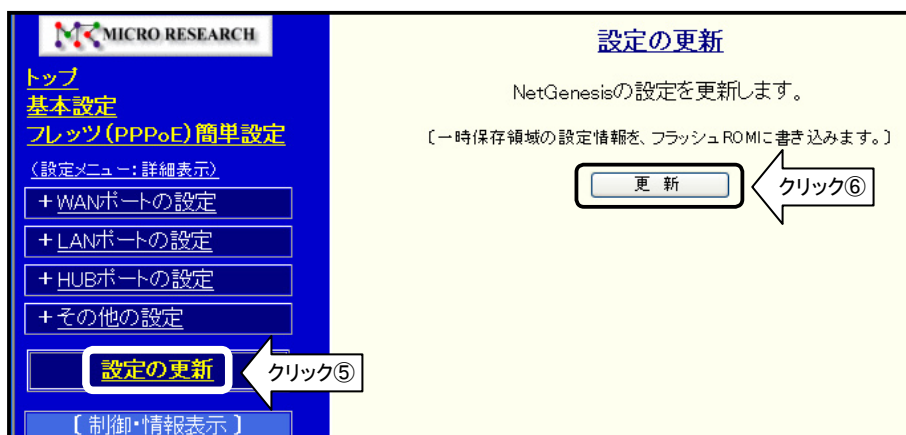 MICRO RESEARCH
トップ
基本設定
フレッツ(PPPoE)簡単設定
(設定メニュー:詳細表示)
+WANポートの設定
+LANポートの設定
+HUBポートの設定
+その他の設定
設定の更新
クリック⑤
[制御・情報表示]
設定の更新
NetGenesisの設定を更新します。
〔一時保存領域の設定情報を、フラッシュROMに書き込みます。〕
更 新
クリック⑥